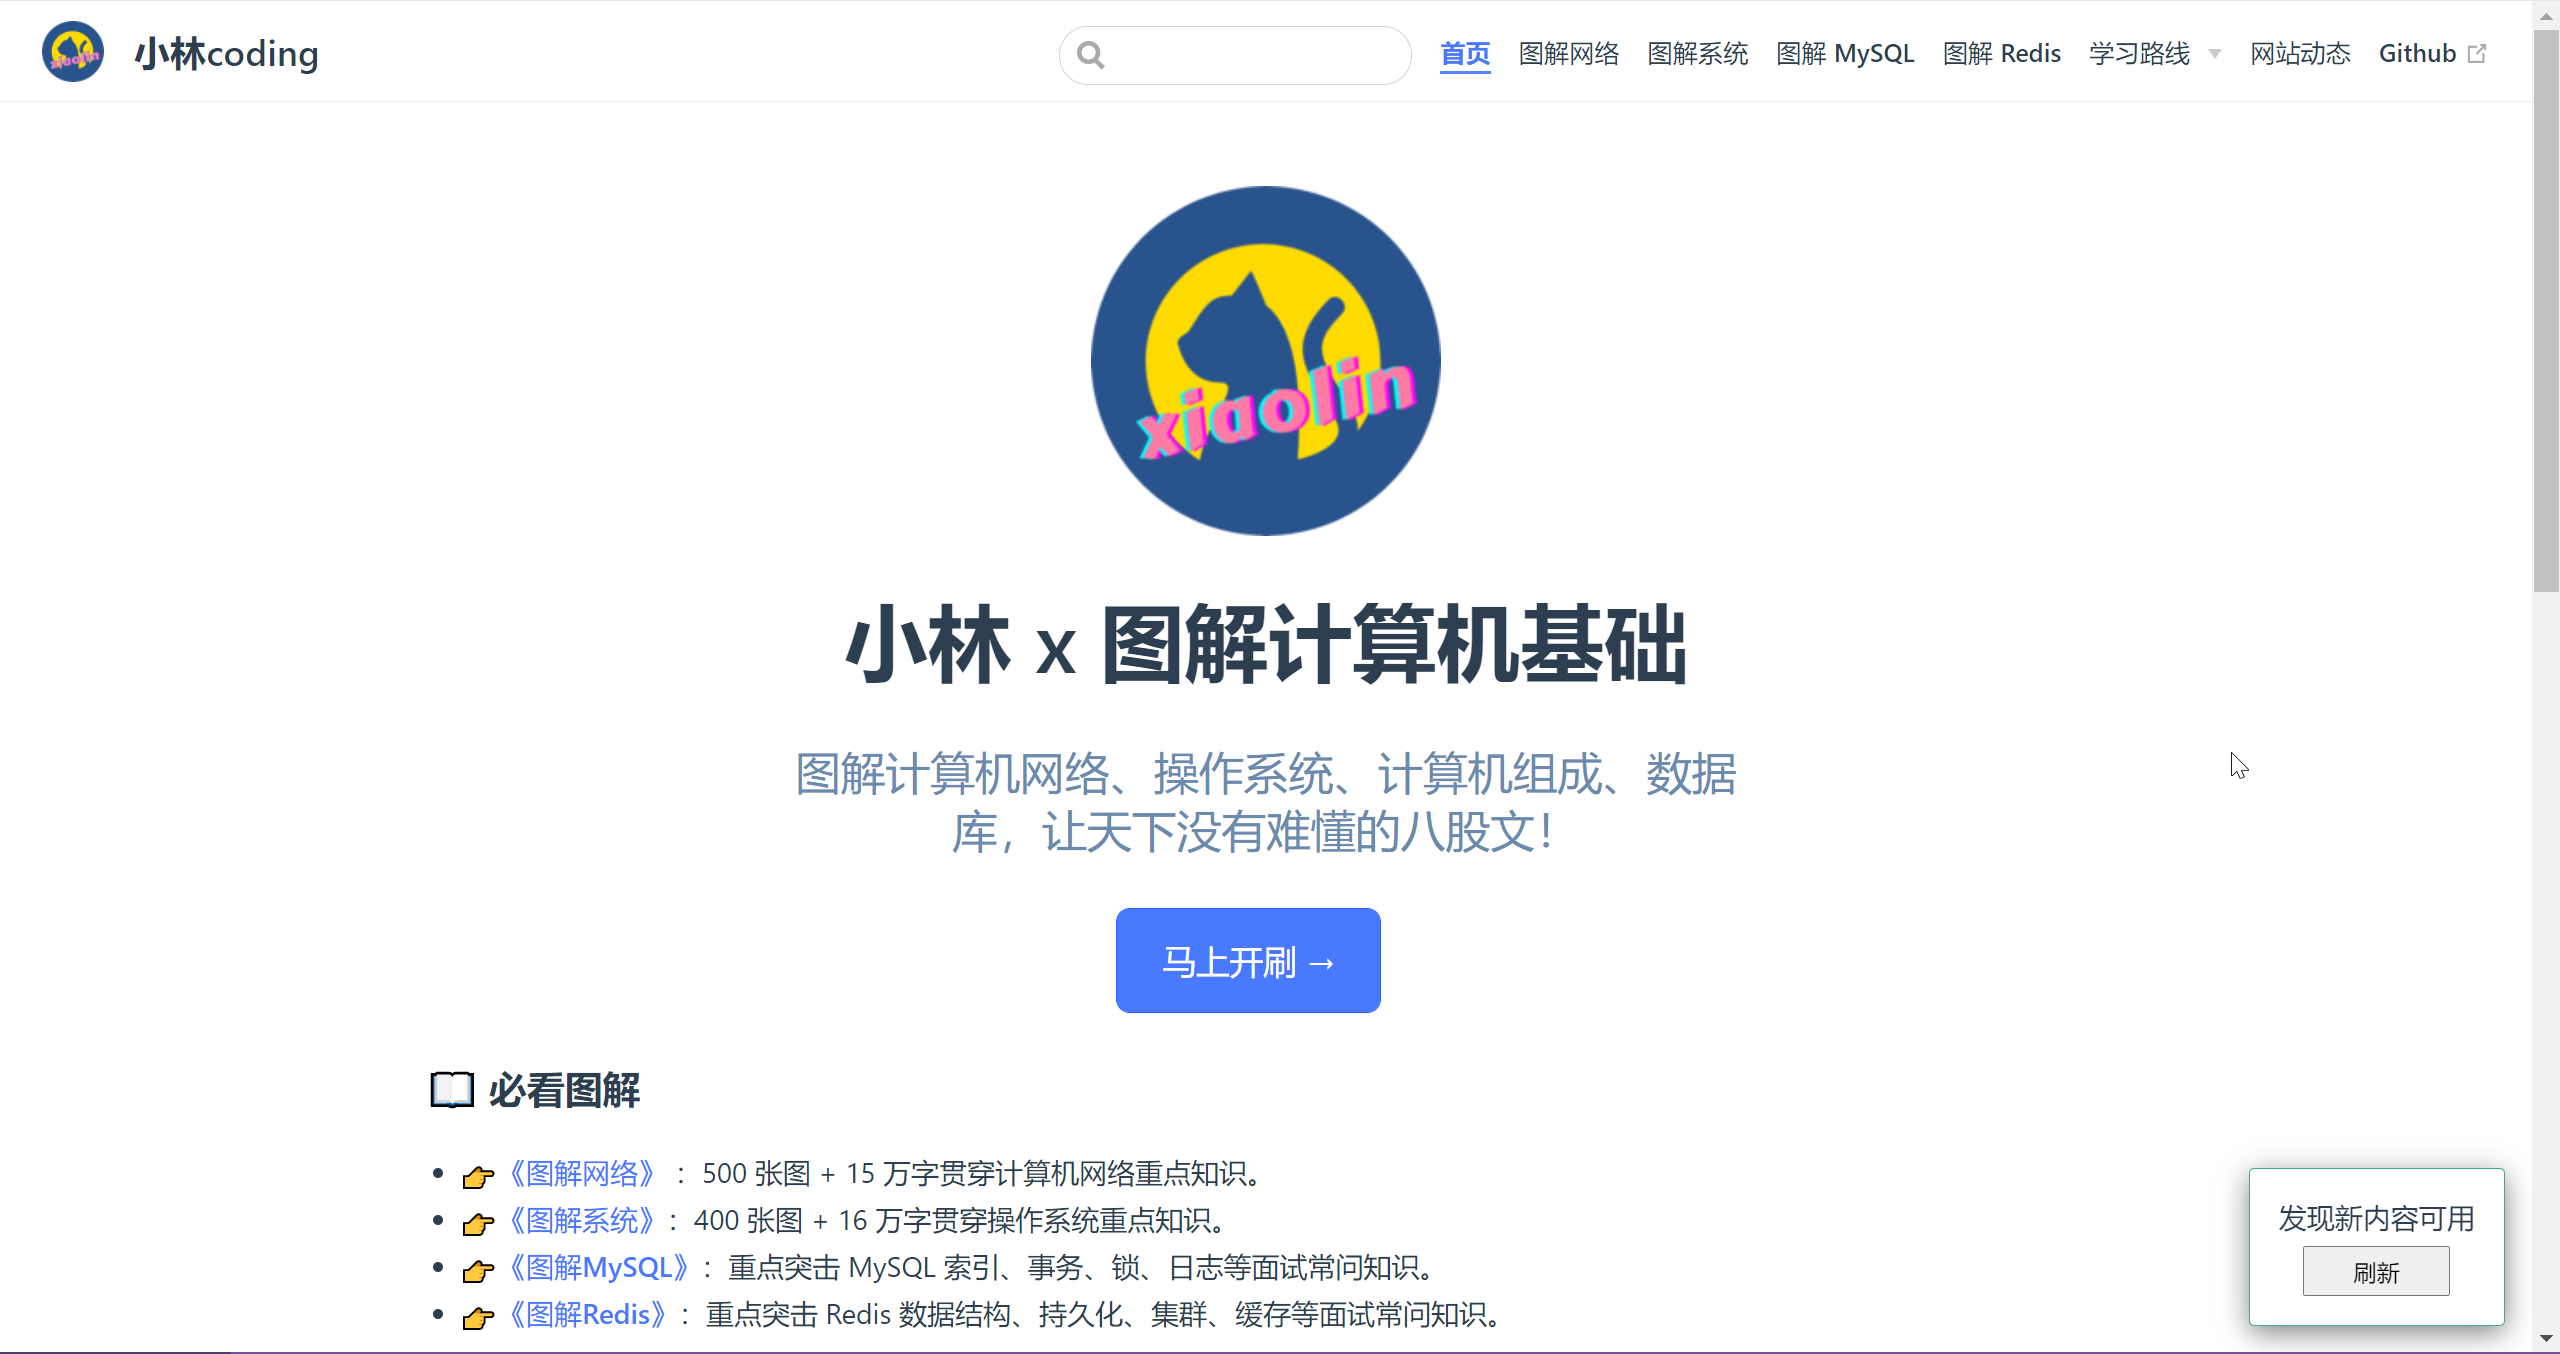 小林coding
首页 图解网络 图解系统 图解 MySQL 图解 Redis 学习路线 网站动态 Github
xiaolin
小林 x 图解计算机基础
图解计算机网络、操作系统、计算机组成、数据
库，让天下没有难懂的八股文！
马上开刷 →
必看图解
《图解网络》 ：500 张图 + 15 万字贯穿计算机网络重点知识。
《图解系统》：400 张图 + 16 万字贯穿操作系统重点知识。
《图解MySQL》：重点突击 MySQL 索引、事务、锁、日志等面试常问知识。
《图解Redis》：重点突击 Redis 数据结构、持久化、集群、缓存等面试常问知识。
发现新内容可用
刷新